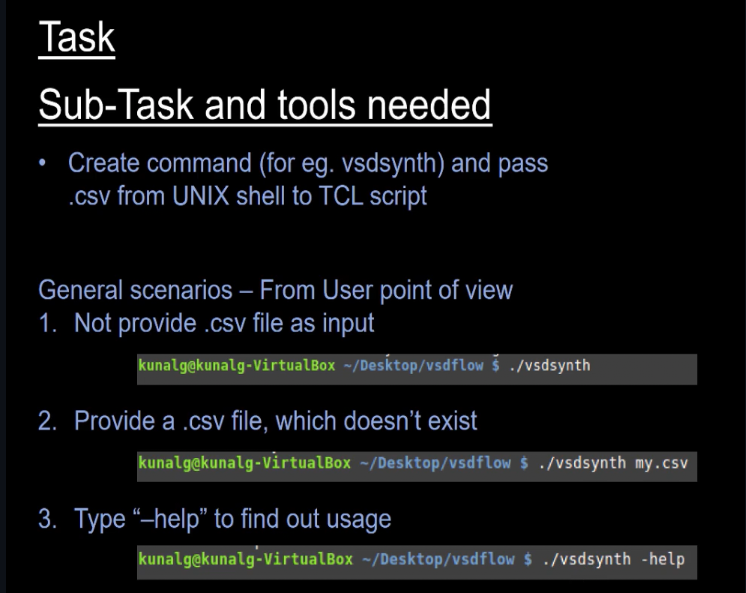 Task
Sub-Task and tools needed
• Create command (for eg. vsdsynth) and pass
.csv from UNIX shell to TCL script
General scenarios – From User point of view
1. Not provide .csv file as input
kunalg@kunalg-VirtualBox ~/Desktop/vsdflow $ ./vsdsynth
2. Provide a .csv file, which doesn’t exist
kunalg@kunalg-VirtualBox ~/Desktop/vsdflow $ ./vsdsynth my.csv
3. Type “–help” to find out usage
kunalg@kunalg-VirtualBox ~/Desktop/vsdflow $ ./vsdsynth -help